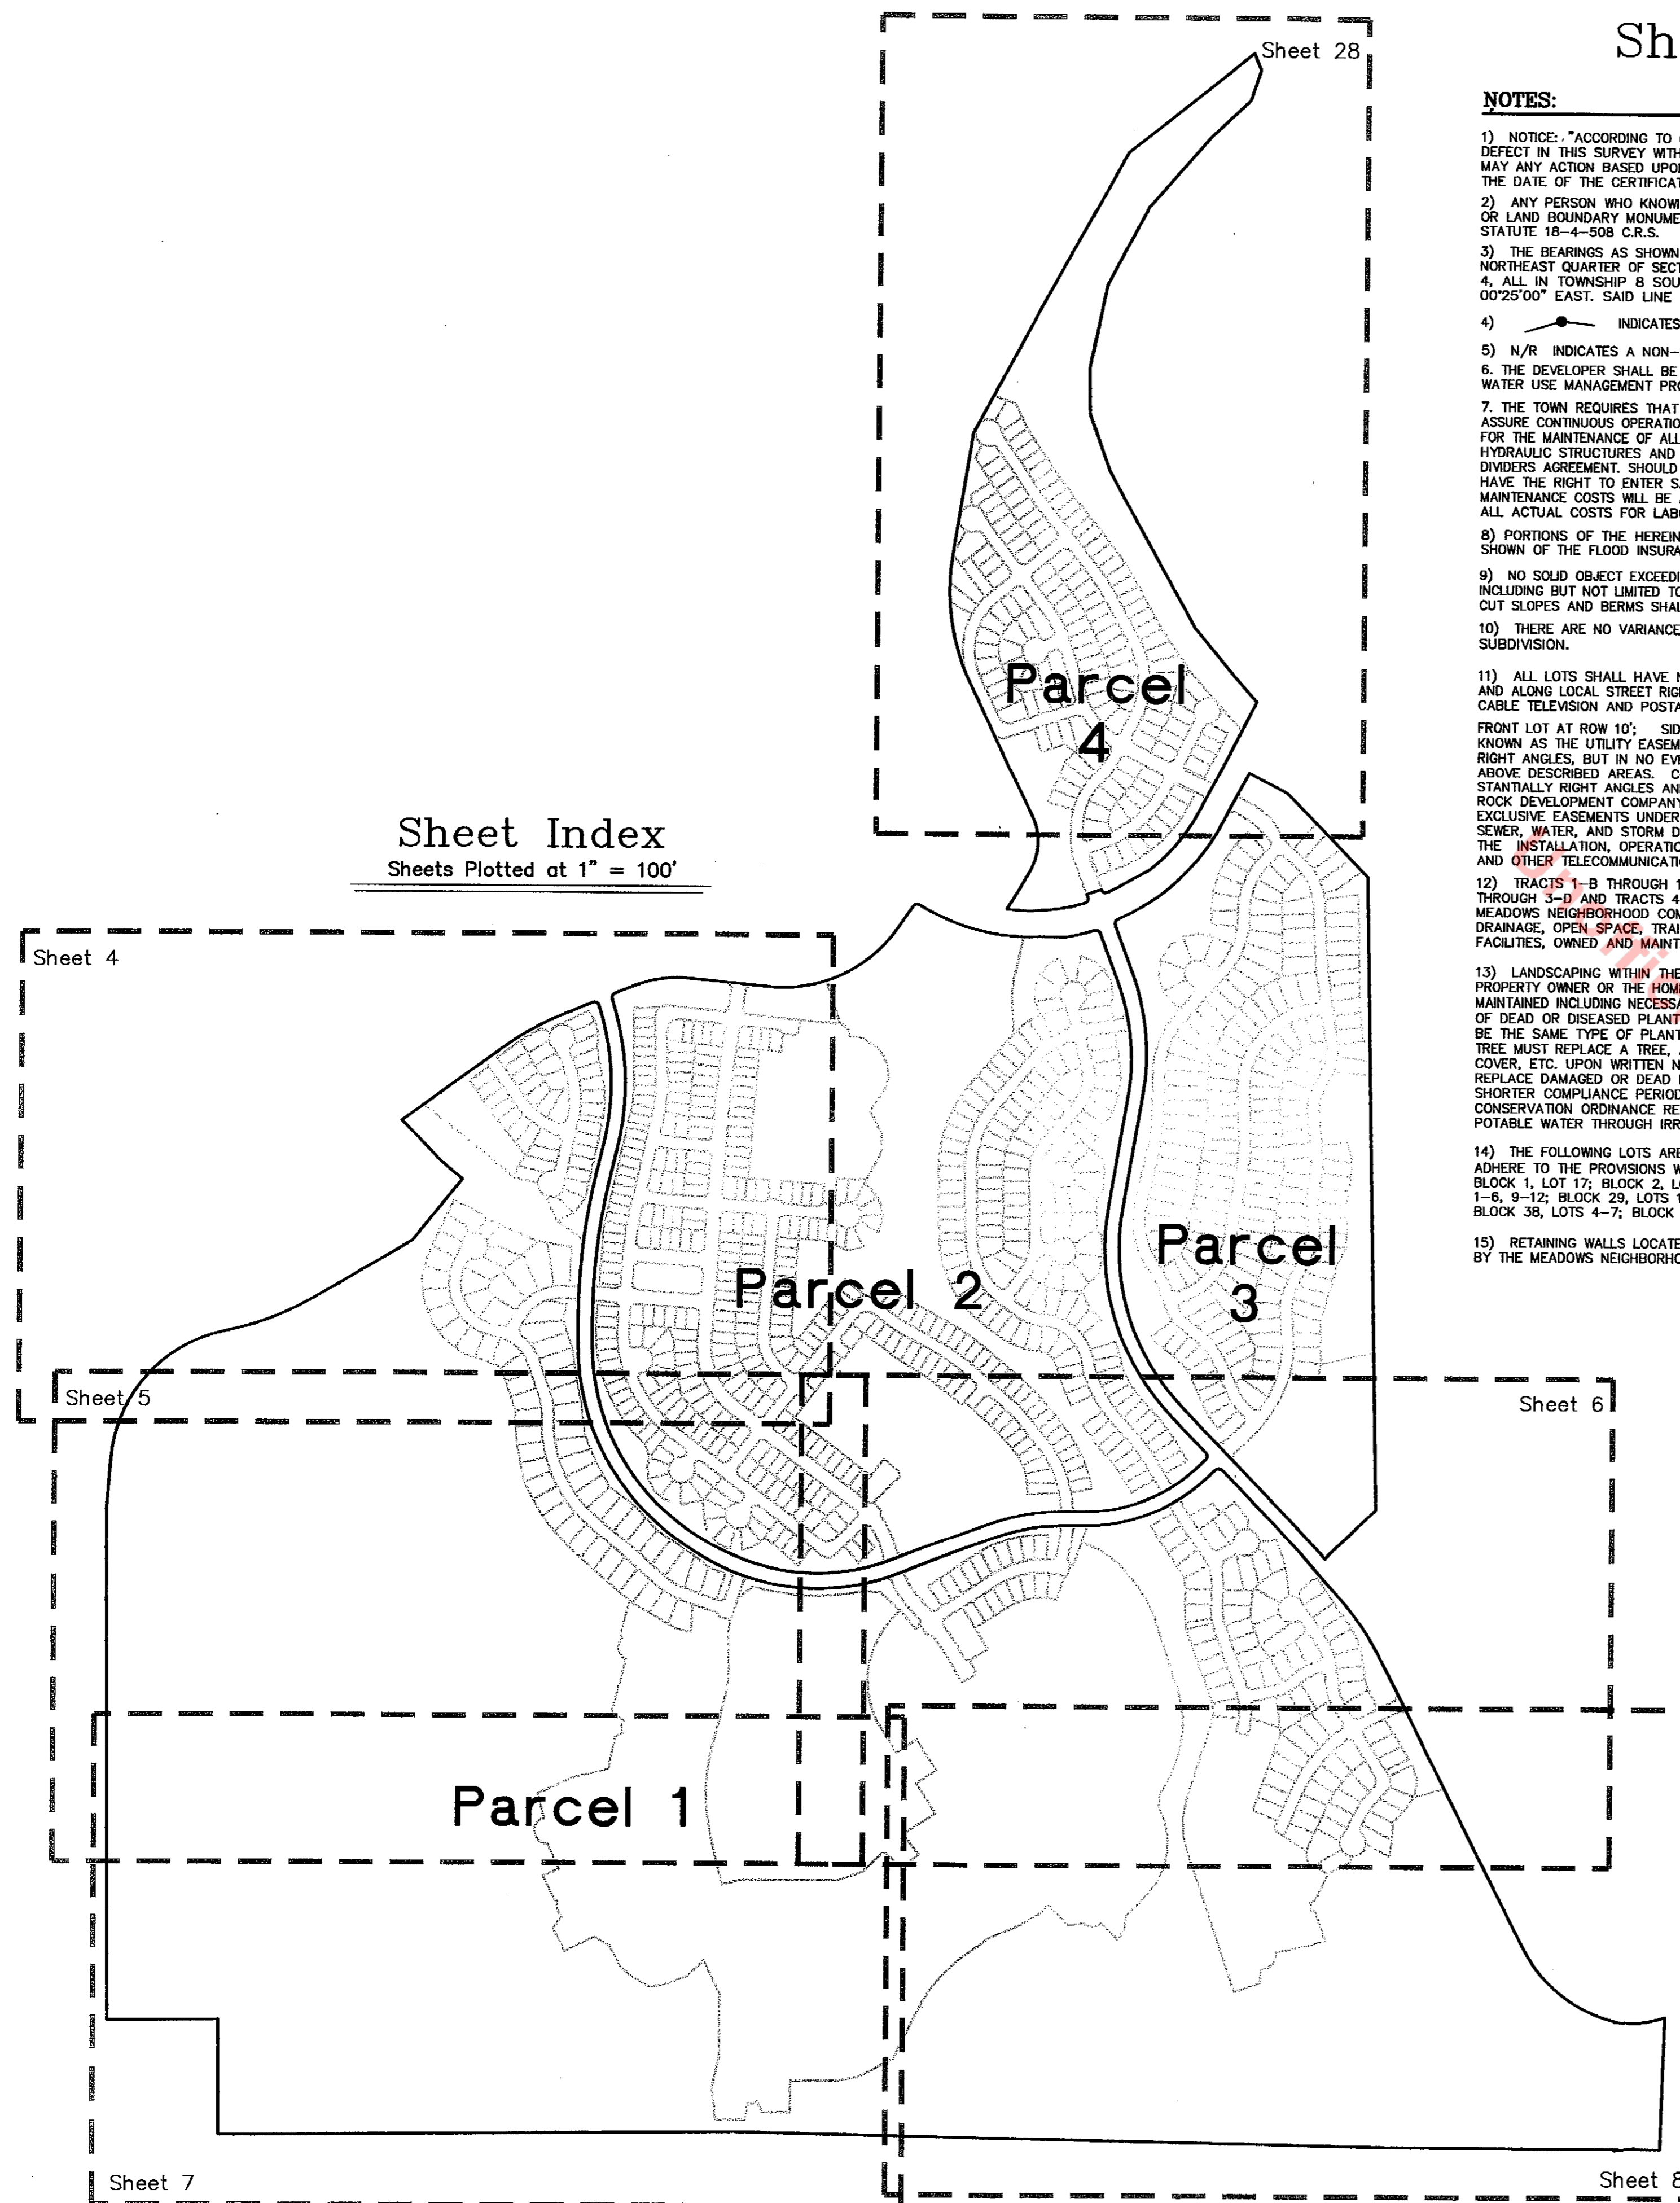 Sheet 28
Sh
NOTES:
1) NOTICE: "ACCORDING TO
DEFECT IN THIS SURVEY WITH
MAY ANY ACTION BASED UPO
THE DATE OF THE CERTIFICAT
2) ANY PERSON WHO KNOWI
OR LAND BOUNDARY MONUME
STATUTE 18-4-508 C.R.S.
3) THE BEARINGS AS SHOWN
NORTHEAST QUARTER OF SECT
4, ALL IN TOWNSHIP 8 SOU
00°25'00" EAST. SAID LINE
4) INDICATES
5) N/R INDICATES A NON-
6. THE DEVELOPER SHALL BE
WATER USE MANAGEMENT PRO
7. THE TOWN REQUIRES THAT
ASSURE CONTINUOUS OPERATIO
FOR THE MAINTENANCE OF ALL
HYDRAULIC STRUCTURES AND
DIVIDERS AGREEMENT. SHOULD
HAVE THE RIGHT TO ENTER S
MAINTENANCE COSTS WILL BE
ALL ACTUAL COSTS FOR LAB
8) PORTIONS OF THE HEREIN
SHOWN OF THE FLOOD INSURA
9) NO SOLID OBJECT EXCEEDI
INCLUDING BUT NOT LIMITED TO
CUT SLOPES AND BERMS SHAL
10) THERE ARE NO VARIANCE
SUBDIVISION.
11) ALL LOTS SHALL HAVE
AND ALONG LOCAL STREET RIG
CABLE TELEVISION AND POSTA
FRONT LOT AT ROW 10'; SID
KNOWN AS THE UTILITY EASEM
RIGHT ANGLES, BUT IN NO EV
ABOVE DESCRIBED AREAS. C
STANTIALLY RIGHT ANGLES AN
ROCK DEVELOPMENT COMPANY
EXCLUSIVE EASEMENTS UNDER
SEWER, WATER, AND STORM D
THE INSTALLATION, OPERATIO
AND OTHER TELECOMMUNICATI
12) TRACTS 1-B THROUGH 1
THROUGH 3-D AND TRACTS 4
MEADOWS NEIGHBORHOOD COM
DRAINAGE, OPEN SPACE, TRAI
FACILITIES, OWNED AND MAINT
13) LANDSCAPING WITHIN THE
PROPERTY OWNER OR THE HOM
MAINTAINED INCLUDING NECESSA
OF DEAD OR DISEASED PLANT
BE THE SAME TYPE OF PLANT
TREE MUST REPLACE A TREE,
COVER, ETC. UPON WRITTEN N
REPLACE DAMAGED OR DEAD
SHORTER COMPLIANCE PERIOD
CONSERVATION ORDINANCE RE
POTABLE WATER THROUGH IRR
14) THE FOLLOWING LOTS ARE
ADHERE TO THE PROVISIONS W
BLOCK 1, LOT 17; BLOCK 2, L
1-6, 9-12; BLOCK 29, LOTS 1
BLOCK 38, LOTS 4-7; BLOCK
15) RETAINING WALLS LOCATE
BY THE MEADOWS NEIGHBORHO
Unoffic
Parcel
4
Sheet Index
Sheets Plotted at 1" = 100'
Sheet 4
Parcel
3
Parcel 2
Sheet 5
Sheet 6
Parcel 1
Sheet 7
Sheet 8